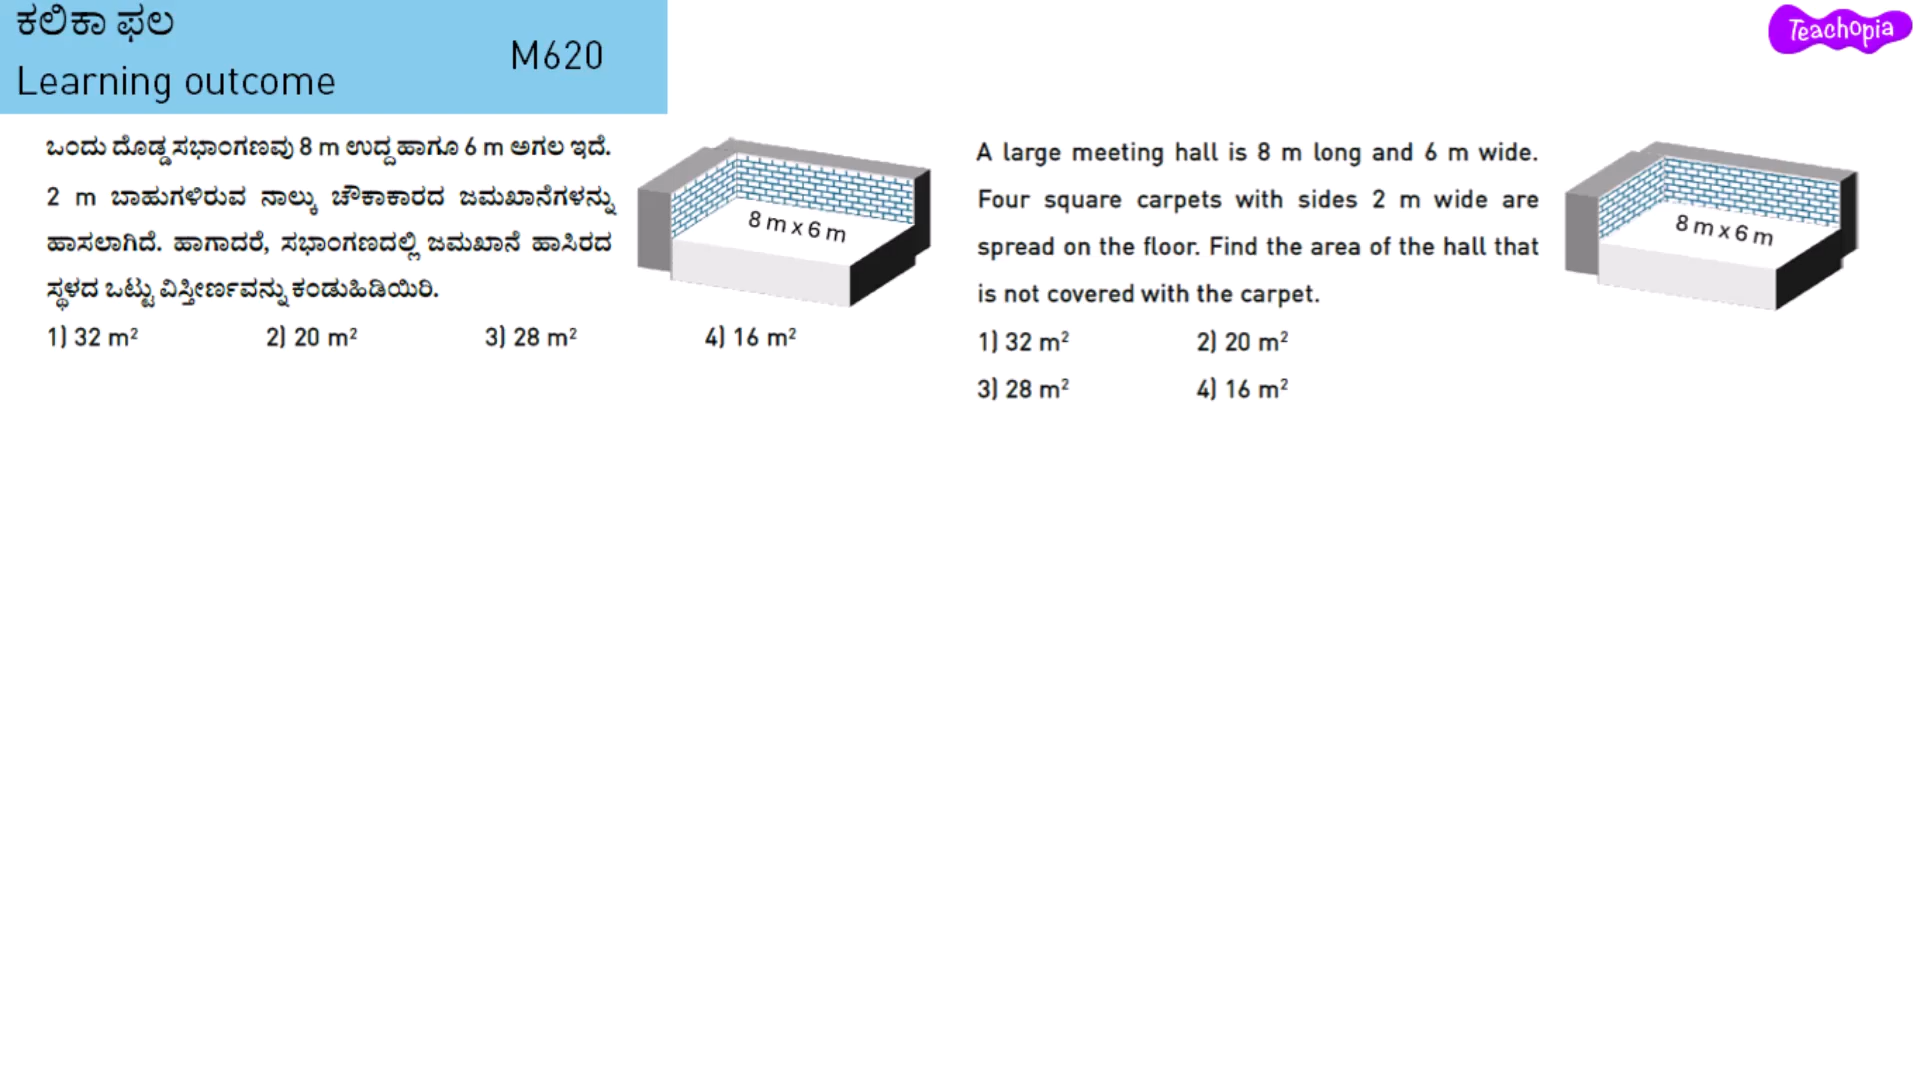 ಕಲಿಕಾ ಫಲ
Learning outcome
M620
Teachopia
ಒಂದು ದೊಡ್ಡ ಸಭಾಂಗಣವು 8 m ಉದ್ದ ಹಾಗೂ 6 m ಅಗಲ ಇದೆ.
2 m ಬಾಹುಗಳಿರುವ ನಾಲ್ಕು ಚೌಕಾಕಾರದ ಜಮಖಾನೆಗಳನ್ನು
ಹಾಸಲಾಗಿದೆ. ಹಾಗಾದರೆ, ಸಭಾಂಗಣದಲ್ಲಿ ಜಮಖಾನೆ ಹಾಸಿರದ
ಸ್ಥಳದ ಒಟ್ಟು ವಿಸ್ತೀರ್ಣವನ್ನು ಕಂಡುಹಿಡಿಯಿರಿ.
8 m x 6 m
1) 32 m² 2) 20 m² 3) 28 m² 4) 16 m²
A large meeting hall is 8 m long and 6 m wide.
Four square carpets with sides 2 m wide are
spread on the floor. Find the area of the hall that
is not covered with the carpet.
8 m x 6 m
1) 32 m² 2) 20 m²
3) 28 m² 4) 16 m²